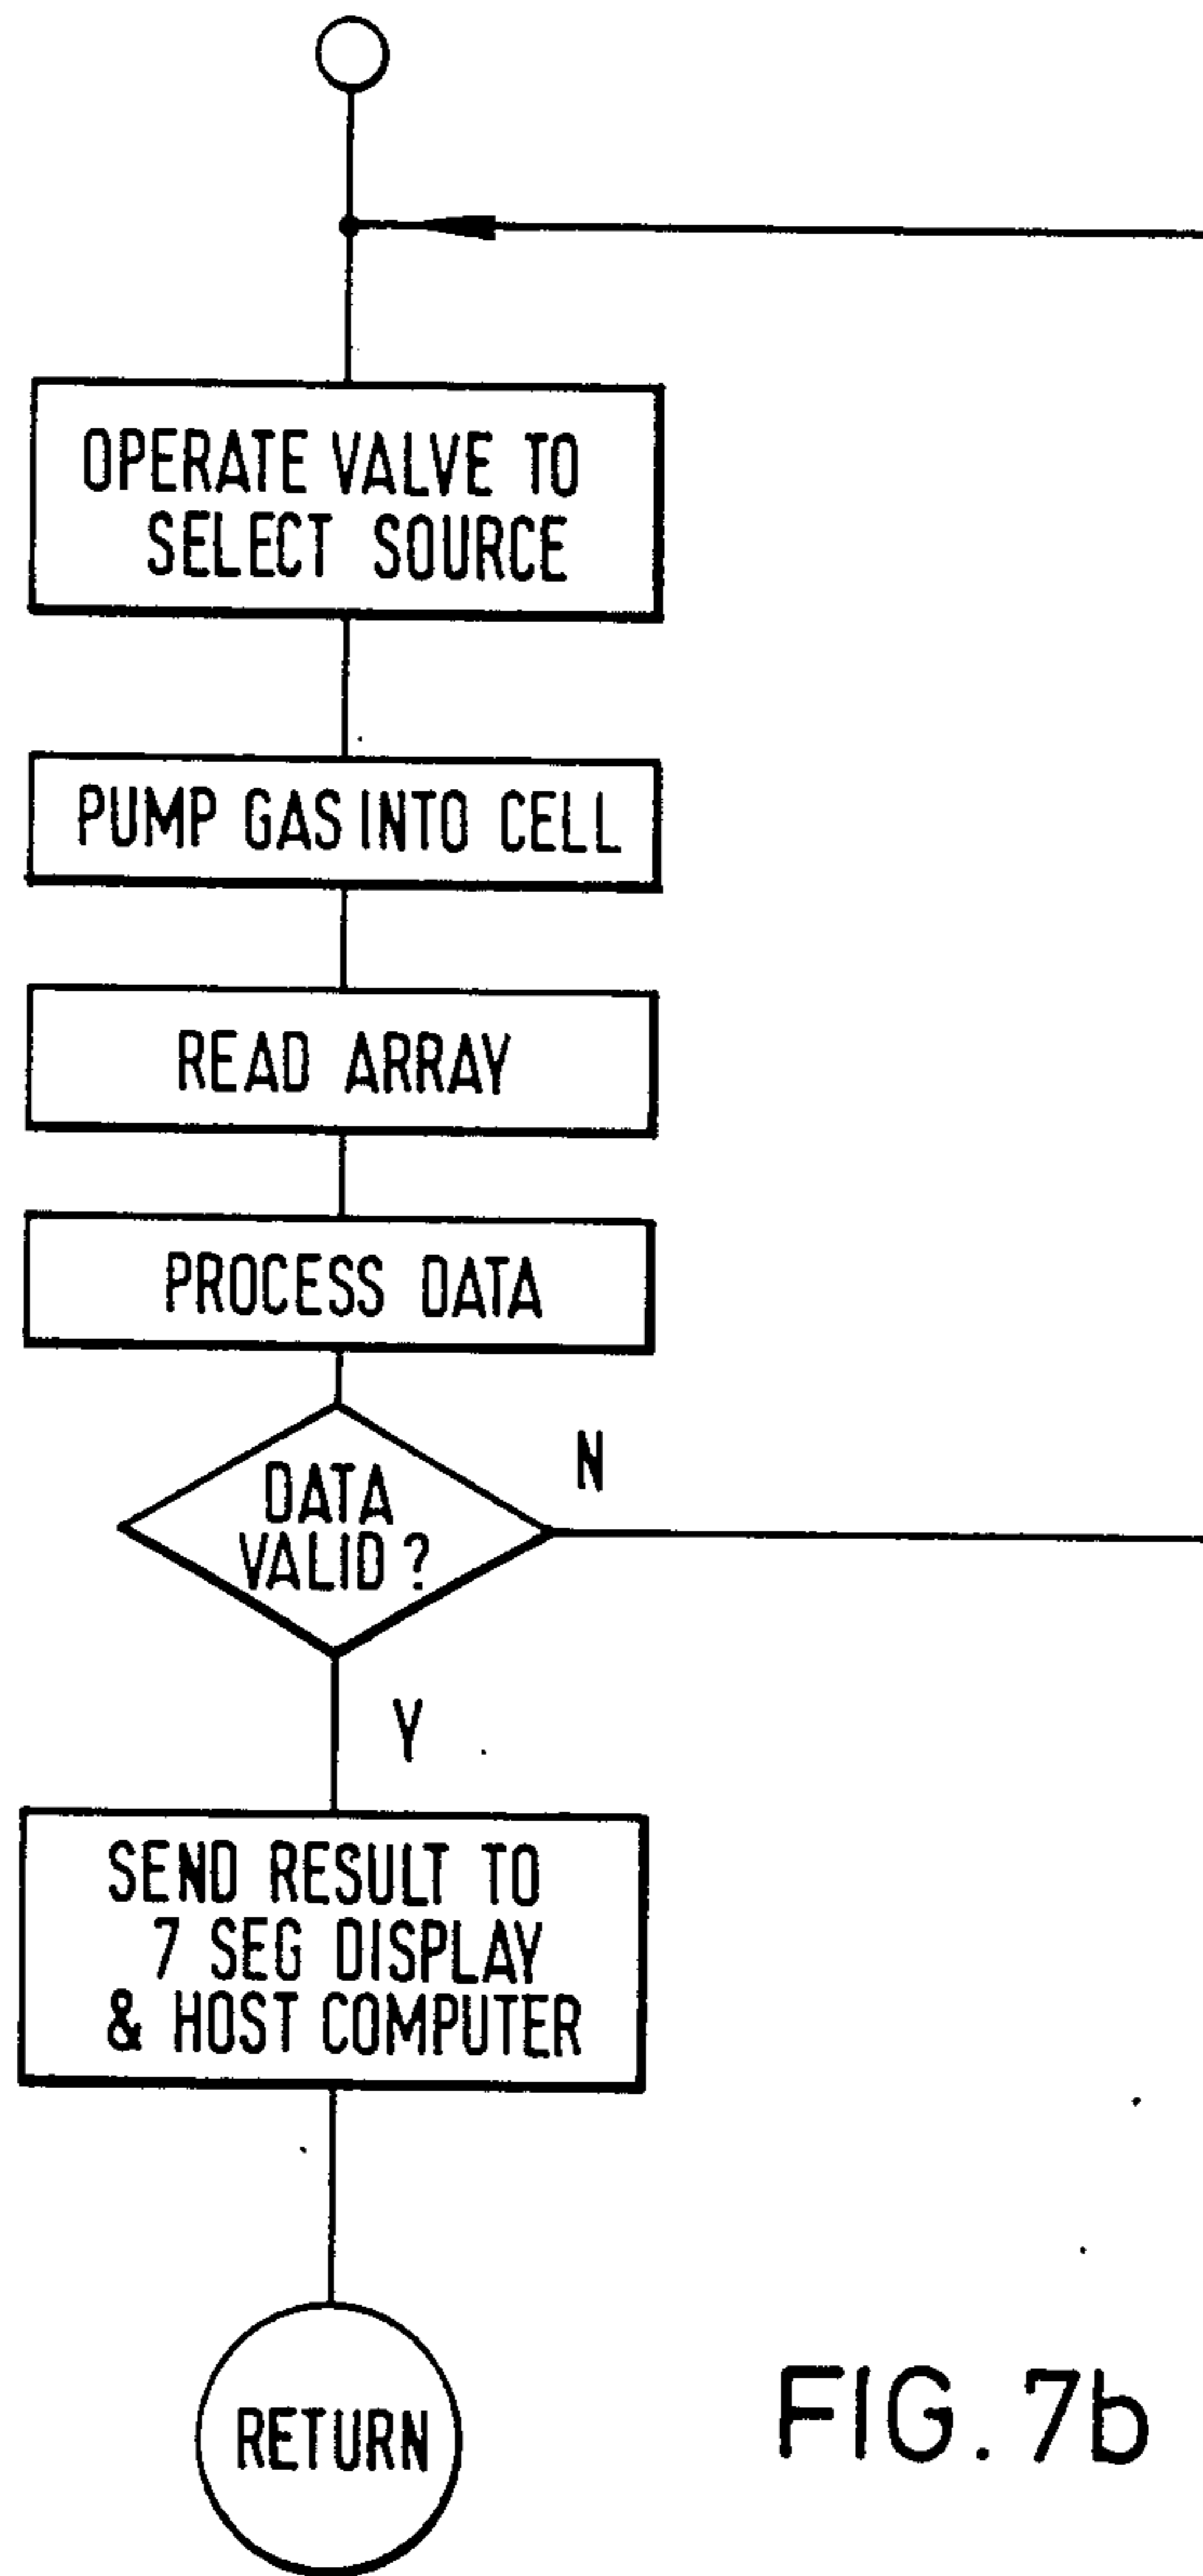 OPERATE VALVE TO
SELECT SOURCE
PUMP GAS INTO CELL
READ ARRAY
PROCESS DATA
DATA
VALID ?
N
Y
SEND RESULT TO
7 SEG DISPLAY
& HOST COMPUTER
RETURN
FIG. 7b